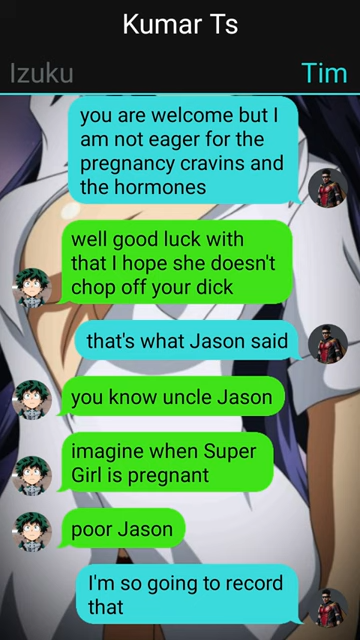 Kumar Ts
Izuku
Tim
you are welcome but I
am not eager for the
pregnancy cravins and
the hormones
well good luck with
that I hope she doesn't
chop off your dick
that's what Jason said
you know uncle Jason
imagine when Super
Girl is pregnant
poor Jason
I'm so going to record
that